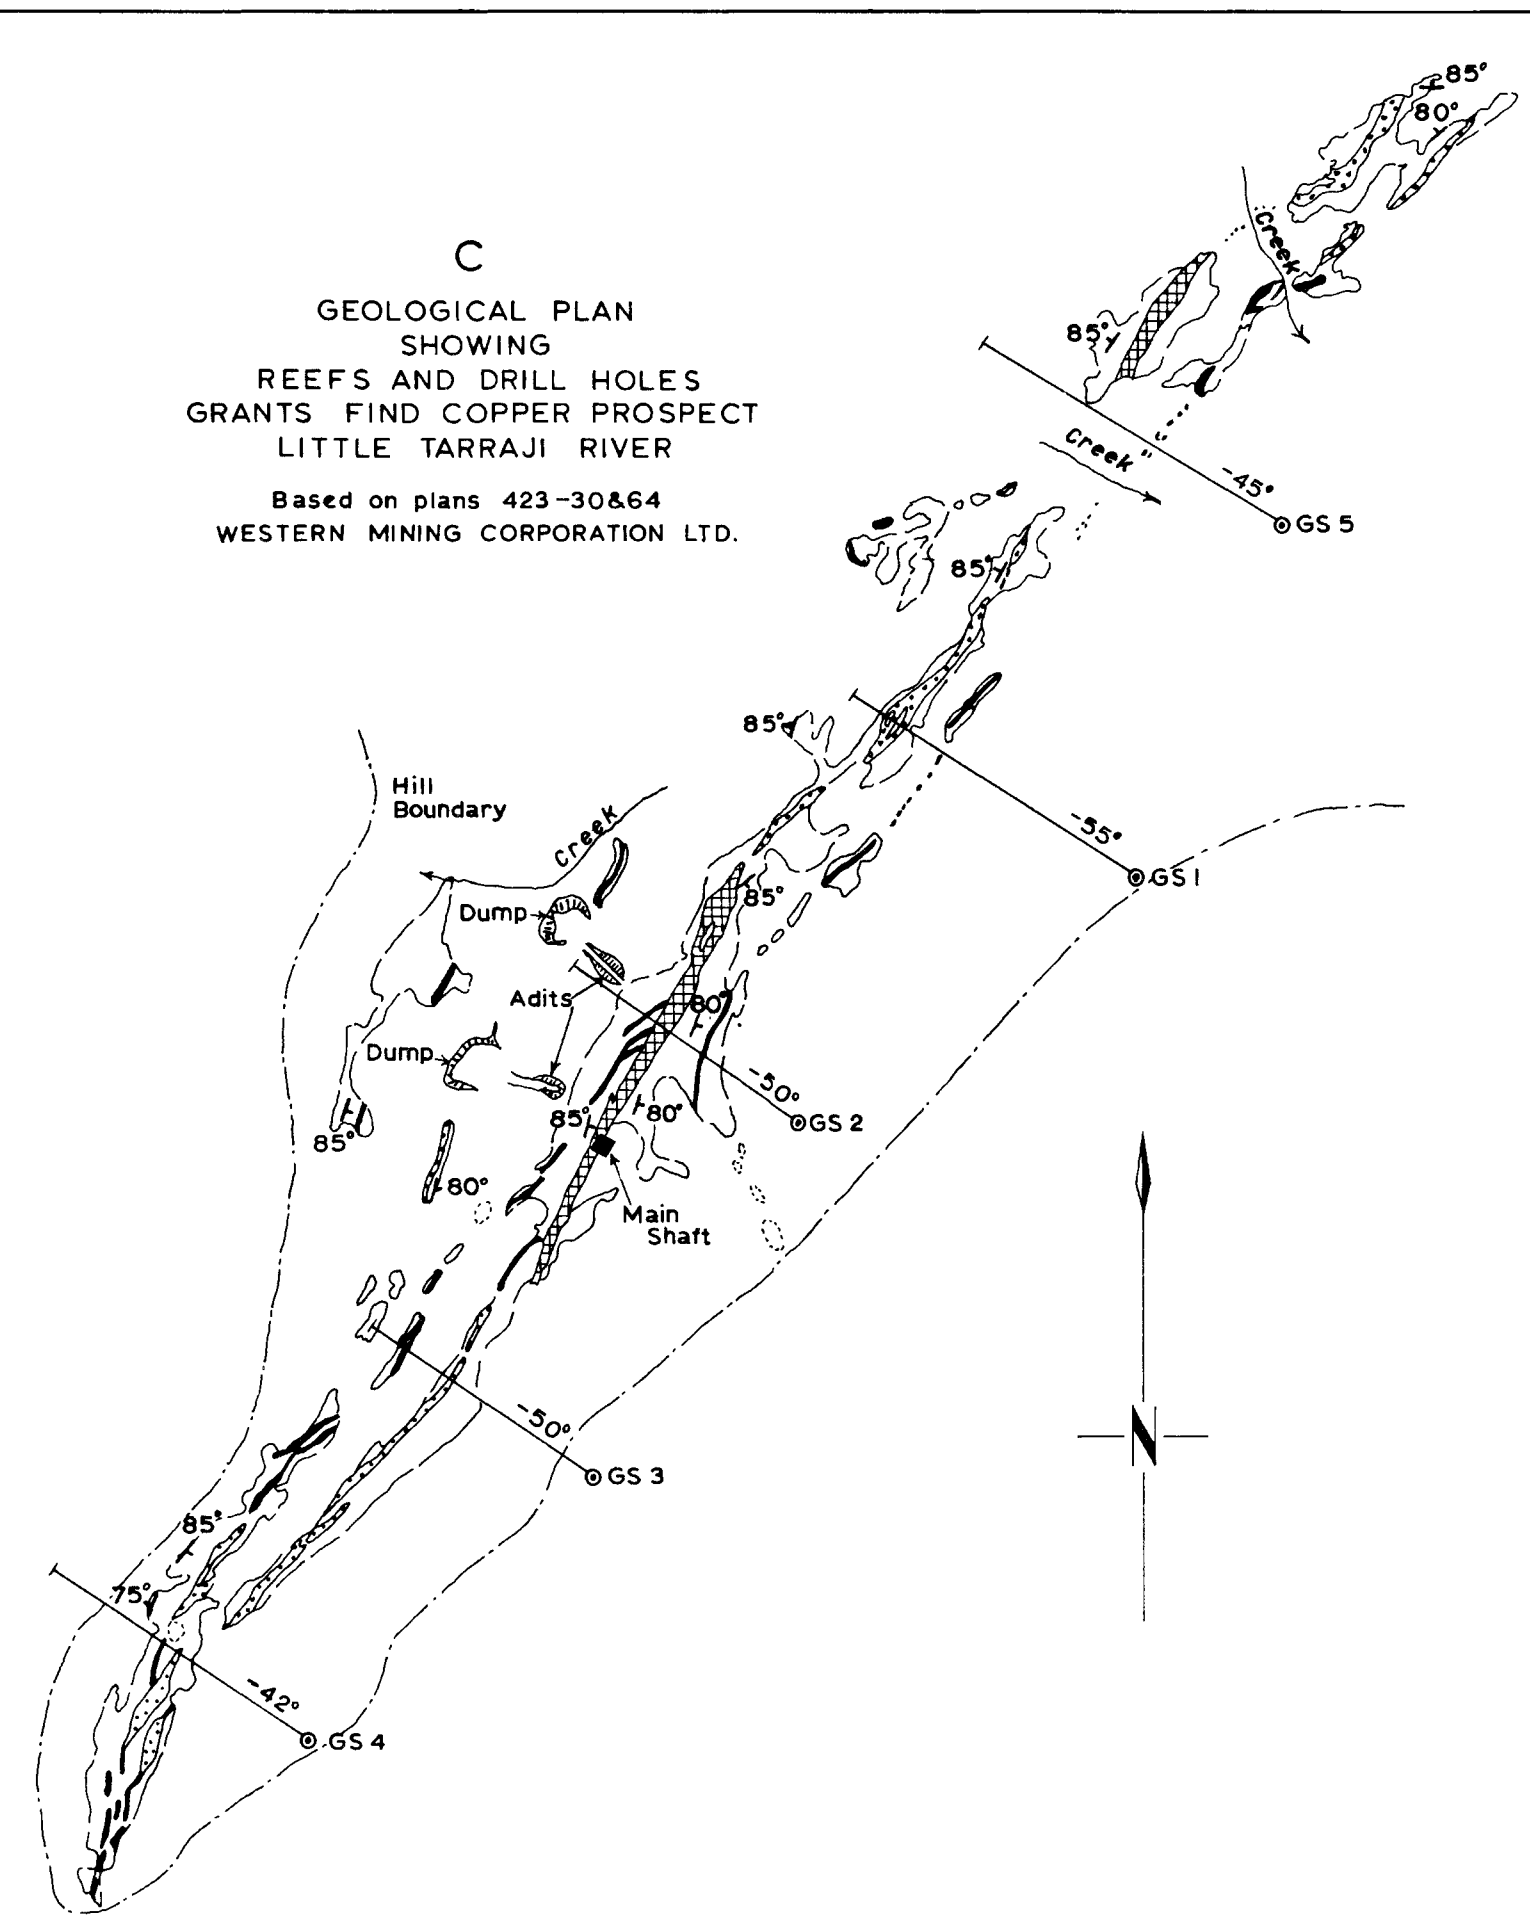 C
GEOLOGICAL PLAN
SHOWING
REEFS AND DRILL HOLES
GRANTS FIND COPPER PROSPECT
LITTLE TARRAJI RIVER
Based on plans 423-30&64
WESTERN MINING CORPORATION LTD.
85°
80°
Creek
85°
Creek
-45°
GS 5
85°
85°
Hill
Boundary
Creek
-55°
GS 1
85°
Dump
Adits
80°
Dump
-50°
GS 2
85°
80°
85°
80°
Main
Shaft
N
-50°
GS 3
85°
75°
-42°
GS 4